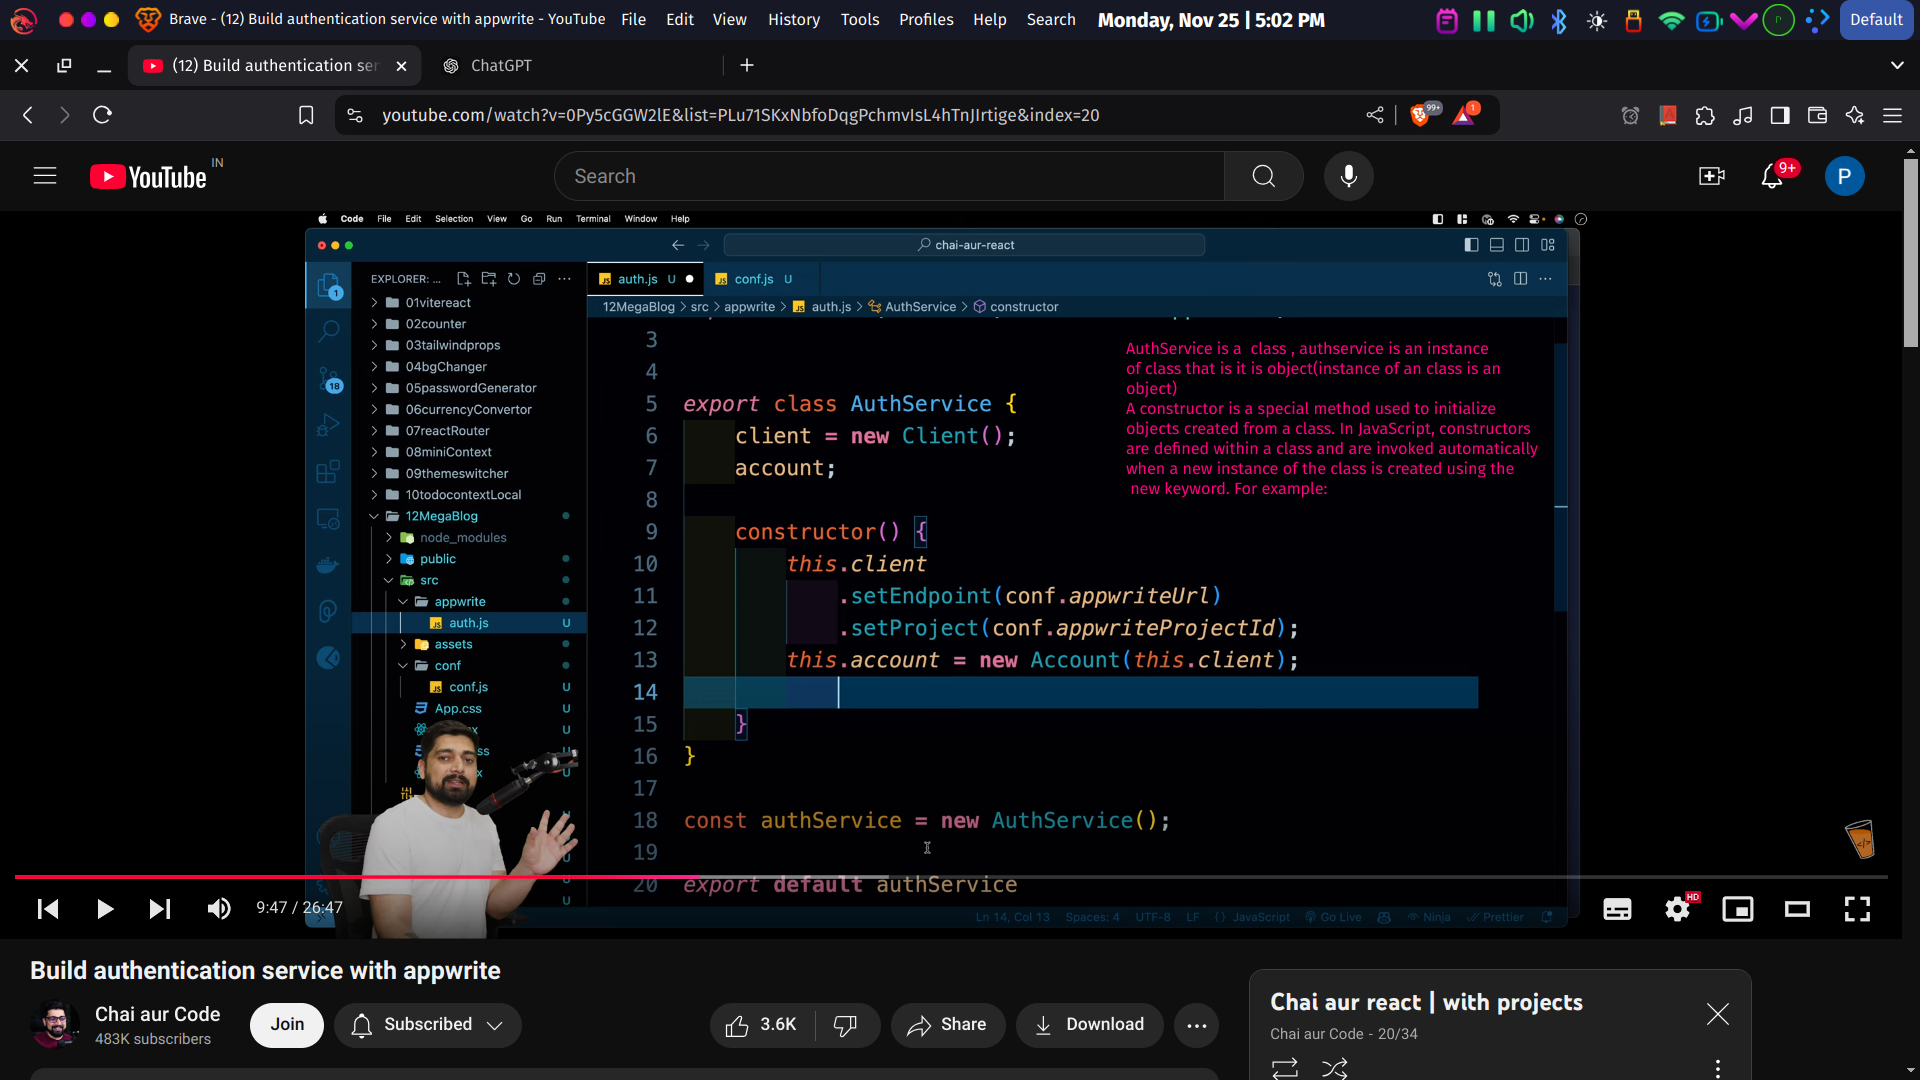 Brave - (12) Build authentication service with appwrite - YouTube File Edit View History Tools Profiles Help Search Monday, Nov 25 | 5:02 PM Default
(12) Build authentication ser ChatGPT
youtube.com/watch?v=0Py5cGGW2lE&list=PLu71SKxNbfoDqgPchmvIsL4hTnJIrtige&index=20 99+ 1
YouTube IN Search 9+ P
Code File Edit Selection View Go Run Terminal Window Help
chai-aur-react
EXPLORER: ... auth.js U conf.js U
12MegaBlog > src > appwrite > auth.js > AuthService > constructor
1
18
01vitereact
02counter
03tailwindprops
04bgChanger
05passwordGenerator
06currencyConvertor
07reactRouter
08miniContext
09themeswitcher
10todocontextLocal
12MegaBlog
node_modules
public
src
appwrite
auth.js U
assets
conf
conf.js U
App.css U
3
4
5 export class AuthService {
6 client = new Client();
7 account;
8
9 constructor() {
10 this.client
11 .setEndpoint(conf.appwriteUrl)
12 .setProject(conf.appwriteProjectId);
13 this.account = new Account(this.client);
14
15 }
16 }
17
18 const authService = new AuthService();
19
20 export default authService
AuthService is a class , authservice is an instance
of class that is it is object(instance of an class is an
object)
A constructor is a special method used to initialize
objects created from a class. In JavaScript, constructors
are defined within a class and are invoked automatically
when a new instance of the class is created using the
new keyword. For example:
Ln 14, Col 13 Spaces: 4 UTF-8 LF {} JavaScript Go Live Ninja Prettier
9:47 / 26:47 HD
Build authentication service with appwrite
Chai aur Code
483K subscribers
Join Subscribed 3.6K Share Download
Chai aur react | with projects
Chai aur Code - 20/34